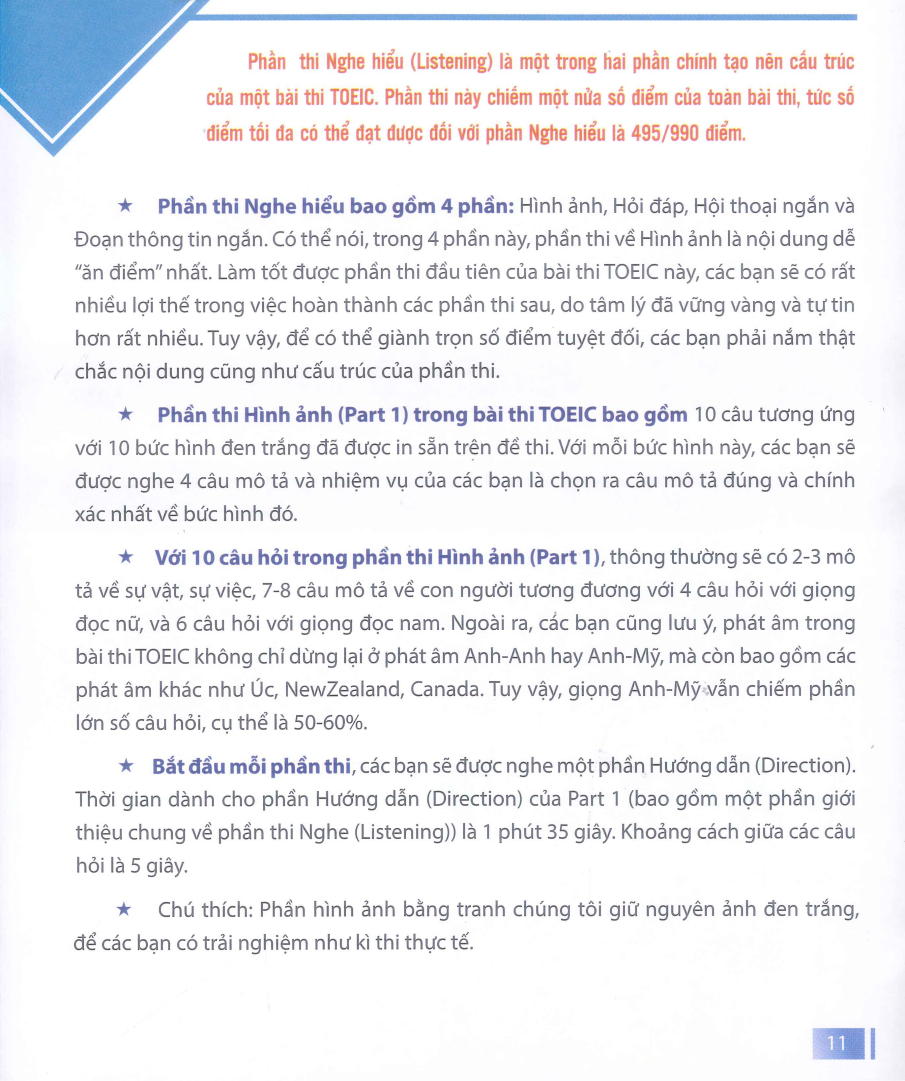 Phần thi Nghe hiểu (Listening) là một trong hai phần chính tạo nên cấu trúc
của một bài thi TOEIC. Phần thi này chiếm một nửa số điểm của toàn bài thi, tức số
điểm tối đa có thể đạt được đối với phần Nghe hiểu là 495/990 điểm.
★ Phần thi Nghe hiểu bao gồm 4 phần: Hình ảnh, Hỏi đáp, Hội thoại ngắn và
Đoạn thông tin ngắn. Có thể nói, trong 4 phần này, phần thi về Hình ảnh là nội dung dễ
"ăn điểm" nhất. Làm tốt được phần thi đầu tiên của bài thi TOEIC này, các bạn sẽ có rất
nhiều lợi thế trong việc hoàn thành các phần thi sau, do tâm lý đã vững vàng và tự tin
hơn rất nhiều. Tuy vậy, để có thể giành trọn số điểm tuyệt đối, các bạn phải nắm thật
chắc nội dung cũng như cấu trúc của phần thi.
★ Phần thi Hình ảnh (Part 1) trong bài thi TOEIC bao gồm 10 câu tương ứng
với 10 bức hình đen trắng đã được in sẵn trên đề thi. Với mỗi bức hình này, các bạn sẽ
được nghe 4 câu mô tả và nhiệm vụ của các bạn là chọn ra câu mô tả đúng và chính
xác nhất về bức hình đó.
★ Với 10 câu hỏi trong phần thi Hình ảnh (Part 1), thông thường sẽ có 2-3 mô
tả về sự vật, sự việc, 7-8 câu mô tả về con người tương đương với 4 câu hỏi với giọng
đọc nữ, và 6 câu hỏi với giọng đọc nam. Ngoài ra, các bạn cũng lưu ý, phát âm trong
bài thi TOEIC không chỉ dừng lại ở phát âm Anh-Anh hay Anh-Mỹ, mà còn bao gồm các
phát âm khác như Úc, NewZealand, Canada. Tuy vậy, giọng Anh-Mỹ vẫn chiếm phần
lớn số câu hỏi, cụ thể là 50-60%.
★ Bắt đầu mỗi phần thi, các bạn sẽ được nghe một phần Hướng dẫn (Direction).
Thời gian dành cho phần Hướng dẫn (Direction) của Part 1 (bao gồm một phần giới
thiệu chung về phần thi Nghe (Listening)) là 1 phút 35 giây. Khoảng cách giữa các câu
hỏi là 5 giây.
★ Chú thích: Phần hình ảnh bằng tranh chúng tôi giữ nguyên ảnh đen trắng,
để các bạn có trải nghiệm như kì thi thực tế.
11